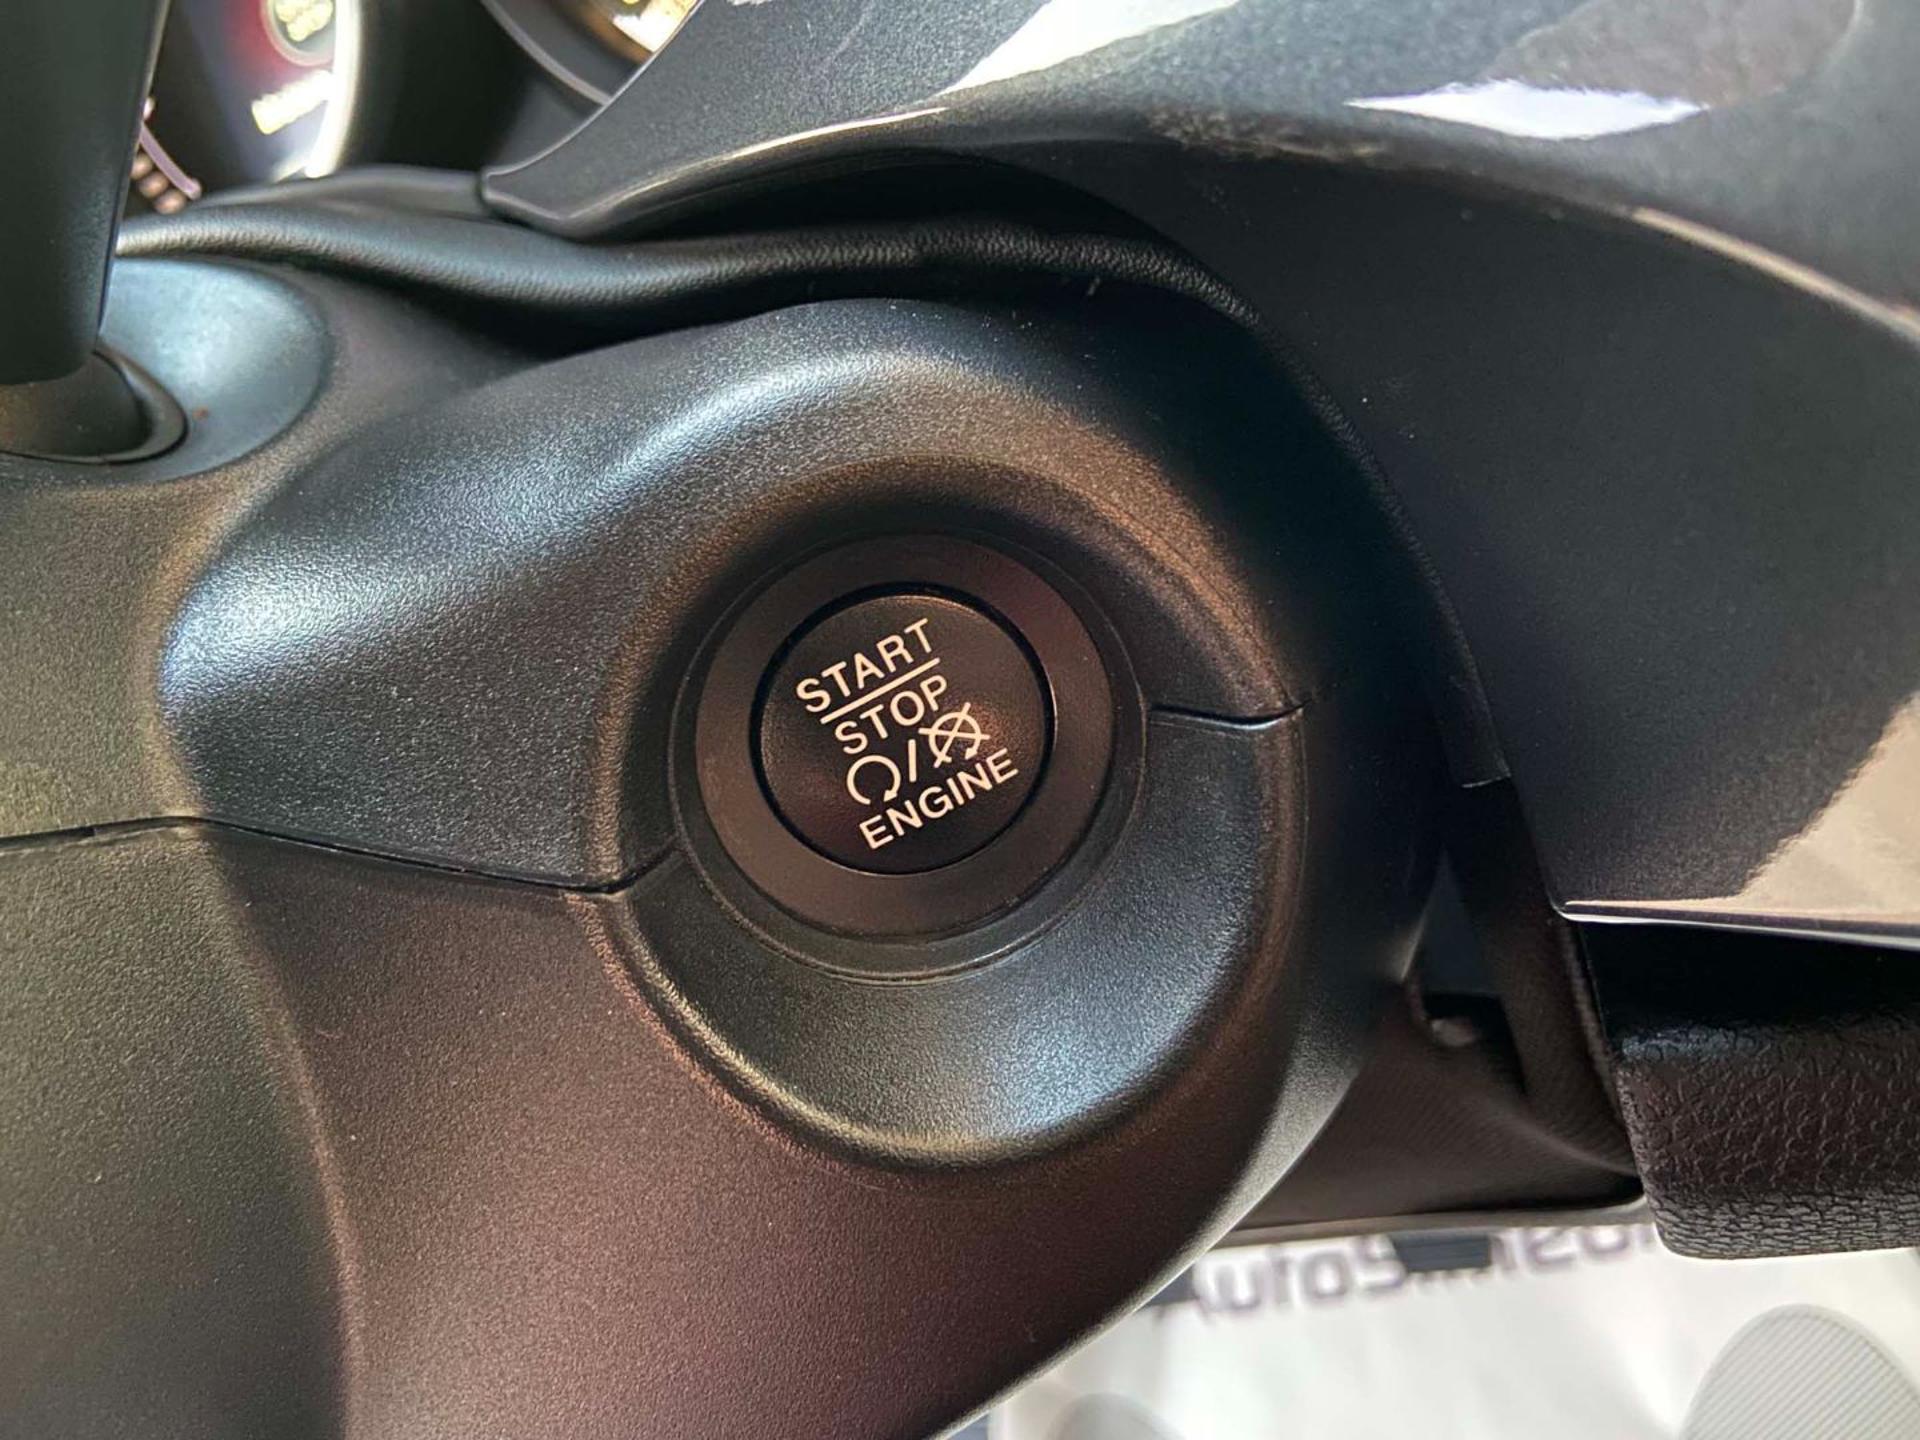 START
STOP
/
ENGINE